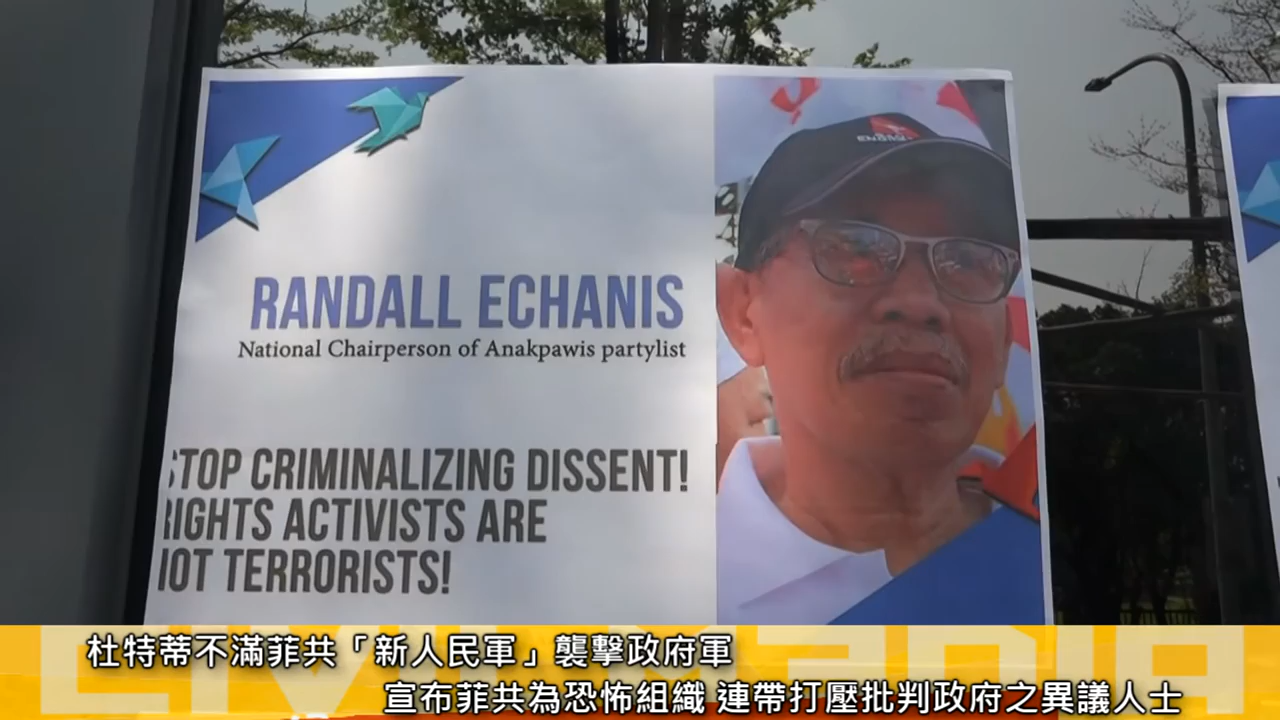 RANDALL ECHANIS
National Chairperson of Anakpawis partylist
STOP CRIMINALIZING DISSENT!
RIGHTS ACTIVISTS ARE
NOT TERRORISTS!
杜特蒂不滿菲共「新人民軍」襲擊政府軍
宣布菲共為恐怖組織 連帶打壓批判政府之異議人士